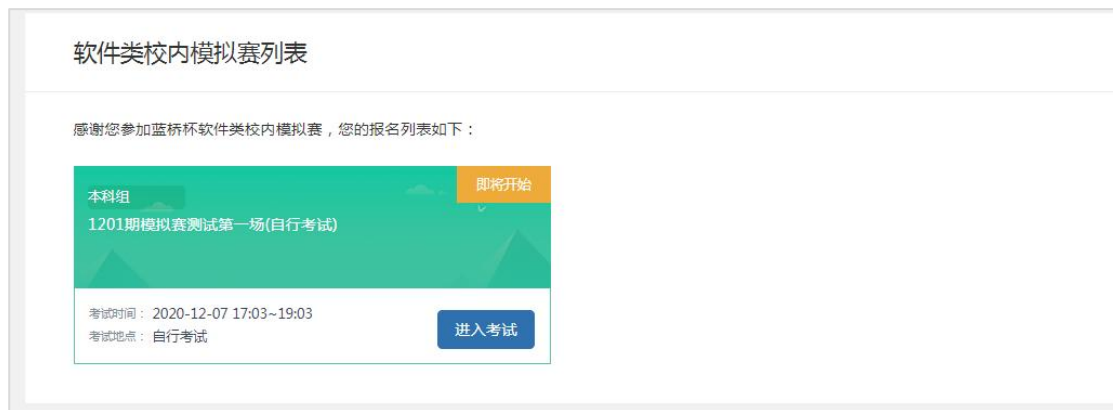 软件类校内模拟赛列表
感谢您参加蓝桥杯软件类校内模拟赛，您的报名列表如下：
即将开始
本科组
1201期模拟赛测试第一场(自行考试)
考试时间： 2020-12-07 17:03~19:03
考试地点： 自行考试
进入考试